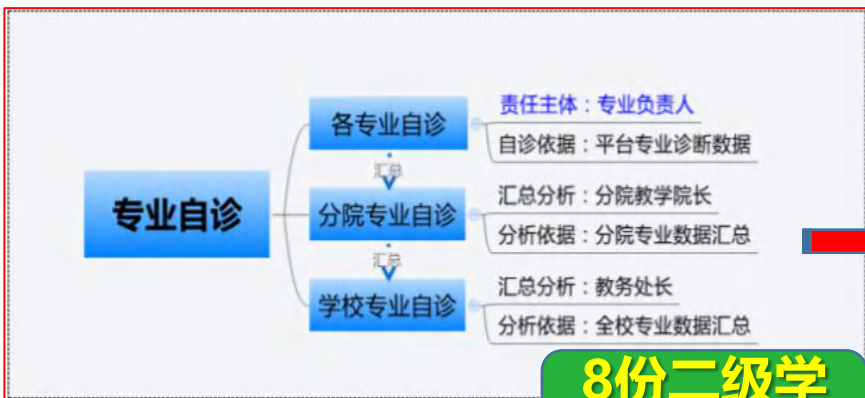 专业自诊
各专业自诊
责任主体：专业负责人
自诊依据：平台专业诊断数据
汇总
分院专业自诊
汇总分析：分院教学院长
分析依据：分院专业数据汇总
汇总
学校专业自诊
汇总分析：教务处长
分析依据：全校专业数据汇总
8份二级学